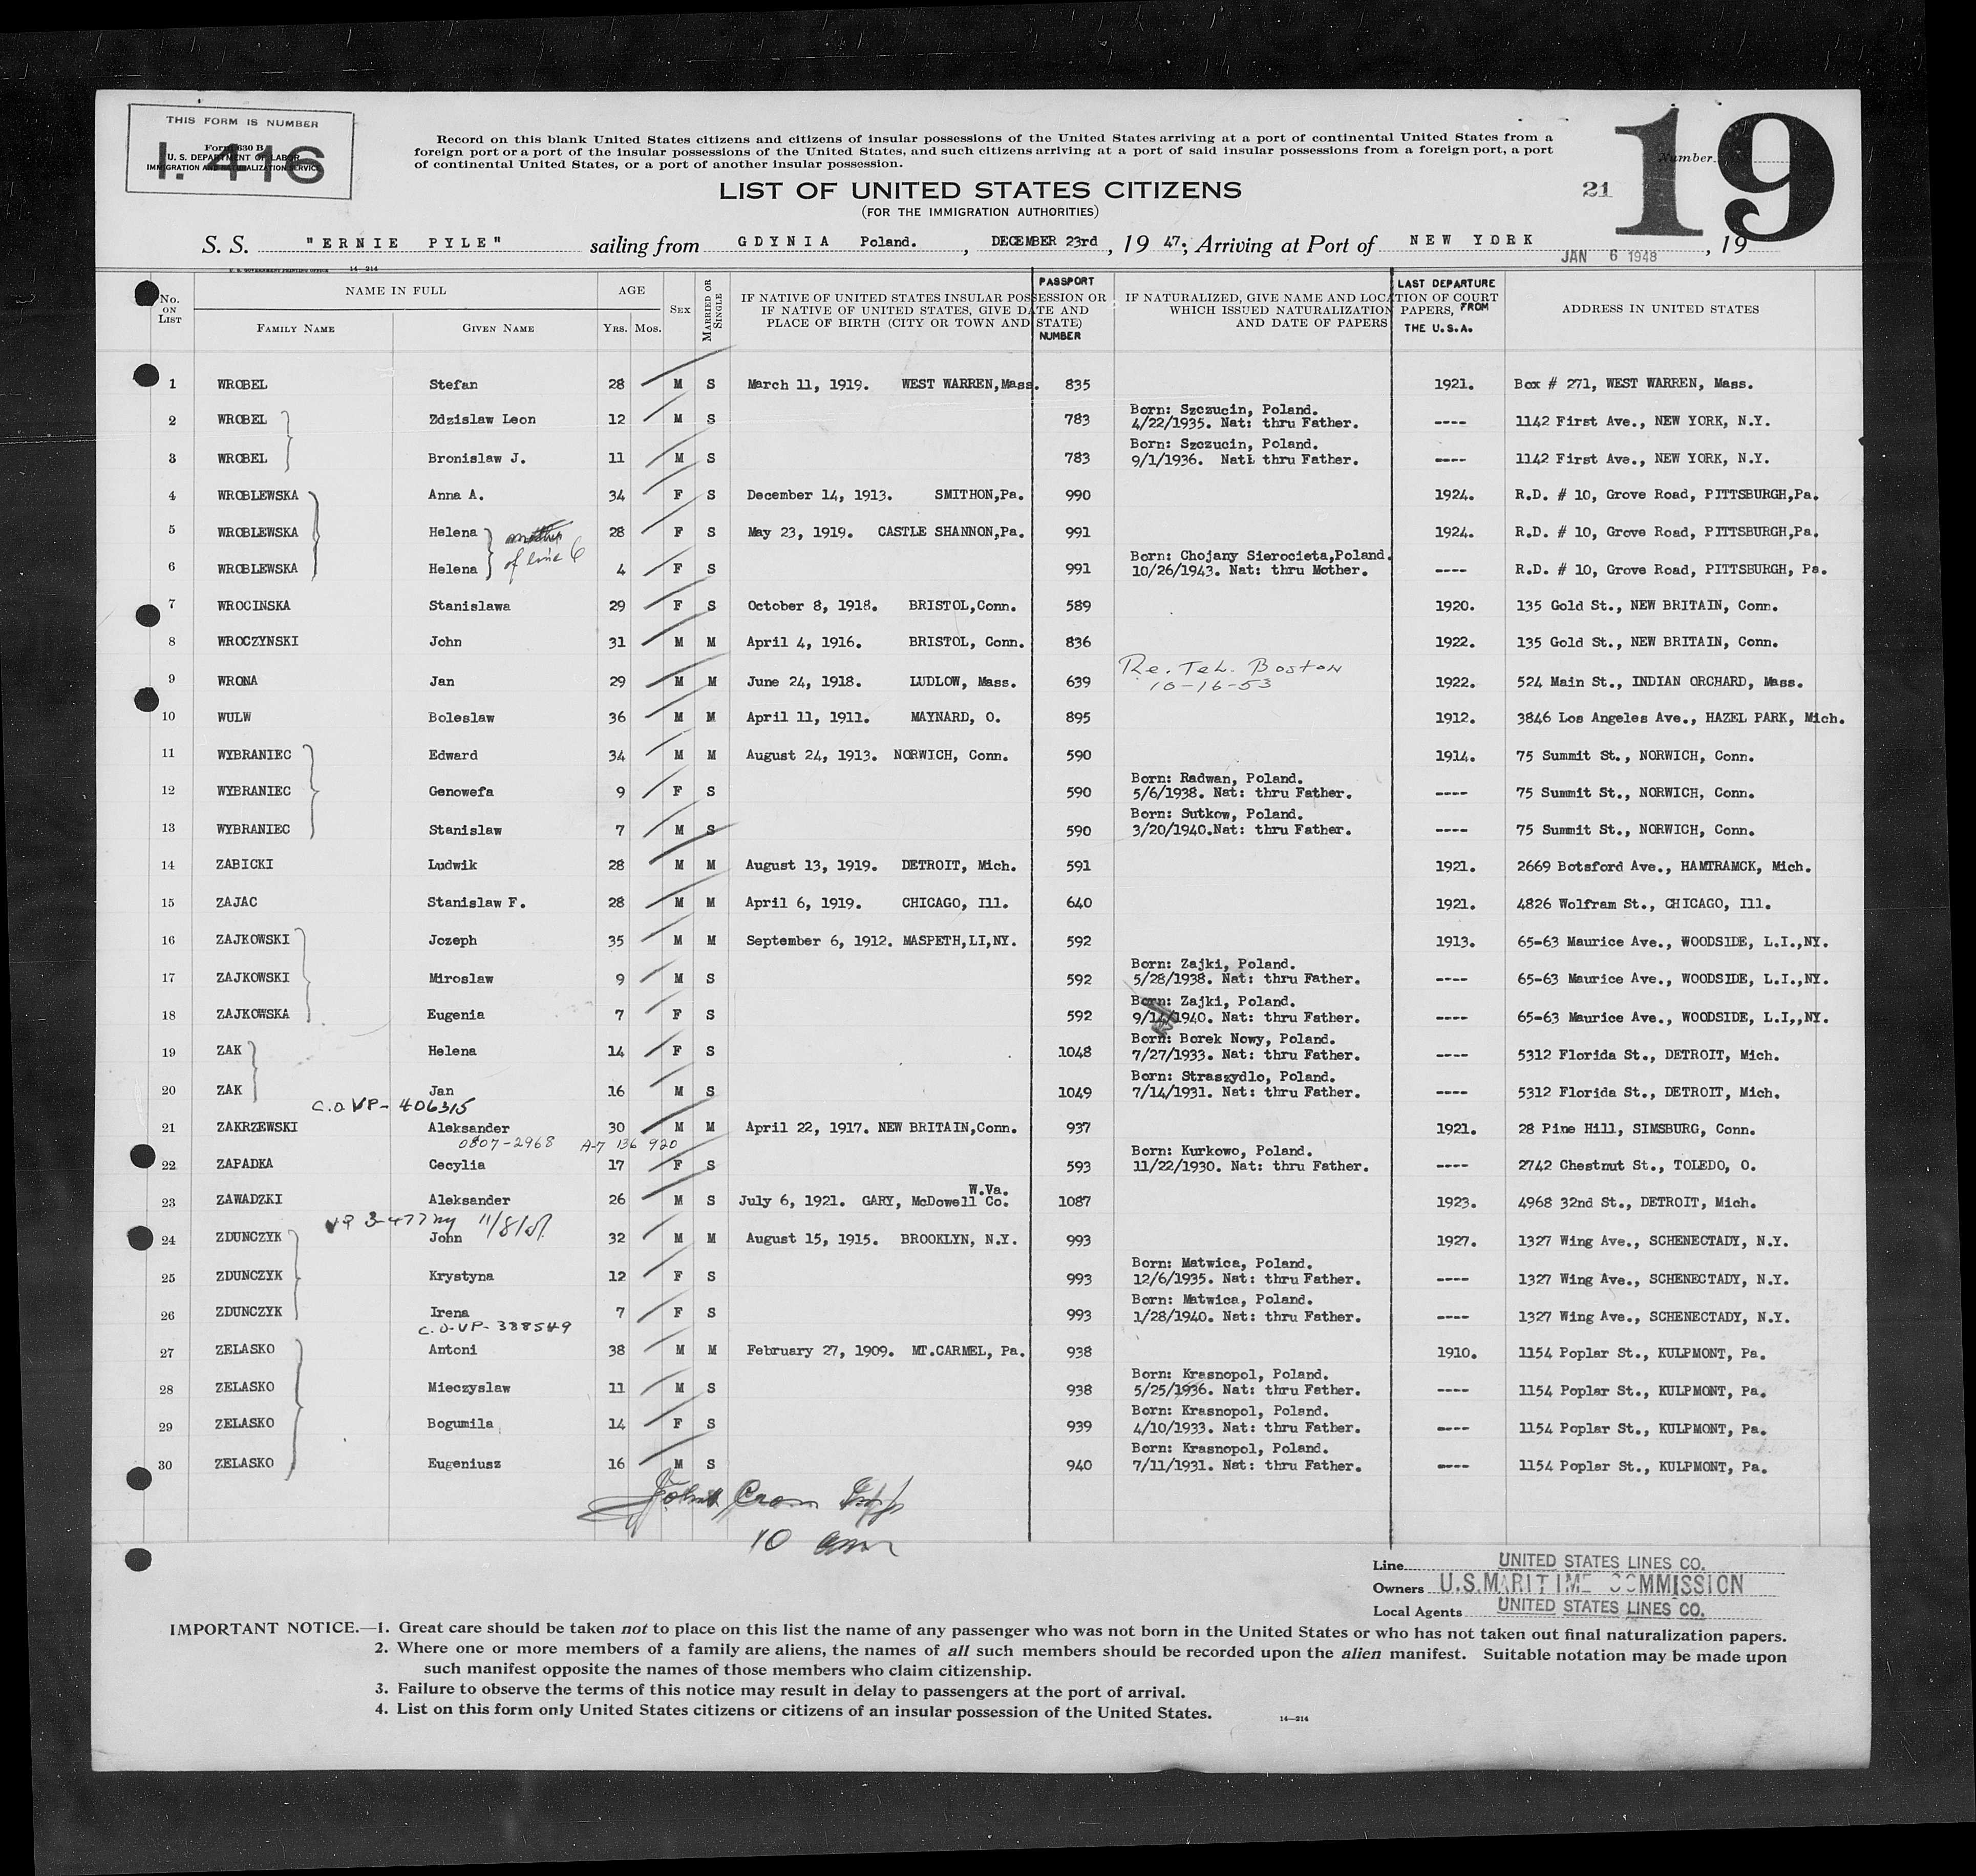 THIS FORM IS NUMBER
Form 630 B
U. S. DEPARTMENT OF LABOR
IMMIGRATION AND NATURALIZATION SERVICE
I. 416
Record on this blank United States citizens and citizens of insular possessions of the United States arriving at a port of continental United States from a
foreign port or a port of the insular possessions of the United States, and such citizens arriving at a port of said insular possessions from a foreign port, a port
of continental United States, or a port of another insular possession.
Number
19
21
LIST OF UNITED STATES CITIZENS
(FOR THE IMMIGRATION AUTHORITIES)
S. S. "ERNIE PYLE" sailing from GDYNIA Poland. , DECEMBER 23rd , 19 47; Arriving at Port of NEW YORK , 19
JAN 6 1948
U. S. GOVERNMENT PRINTING OFFICE 14—214
No. ON LIST NAME IN FULL AGE SEX MARRIED OR SINGLE IF NATIVE OF UNITED STATES INSULAR POSSESSION OR IF NATIVE OF UNITED STATES, GIVE DATE AND PLACE OF BIRTH (CITY OR TOWN AND STATE) PASSPORT NUMBER IF NATURALIZED, GIVE NAME AND LOCATION OF COURT WHICH ISSUED NATURALIZATION PAPERS, AND DATE OF PAPERS LAST DEPARTURE FROM THE U.S.A. ADDRESS IN UNITED STATES
FAMILY NAME GIVEN NAME Yrs. Mos.
1 WROBEL Stefan 28 M S March 11, 1919. WEST WARREN,Mass. 835 1921. Box # 271, WEST WARREN, Mass.
Born: Szczucin, Poland.
2 WROBEL Zdzislaw Leon 12 M S 783 4/22/1935. Nat: thru Father. ---- 1142 First Ave., NEW YORK, N.Y.
Born: Szczucin, Poland.
3 WROBEL Bronislaw J. 11 M S 783 9/1/1936. Nat: thru Father. ---- 1142 First Ave., NEW YORK, N.Y.
4 WROBLEWSKA Anna A. 34 F S December 14, 1913. SMITHON,Pa. 990 1924. R.D. # 10, Grove Road, PITTSBURGH,Pa.
5 WROBLEWSKA Helena mother 28 F S May 23, 1919. CASTLE SHANNON,Pa. 991 1924. R.D. # 10, Grove Road, PITTSBURGH,Pa.
of line 6
Born: Chojany Sierocieta,Poland.
6 WROBLEWSKA Helena 4 F S 991 10/26/1943. Nat: thru Mother. ---- R.D. # 10, Grove Road, PITTSBURGH, Pa.
7 WROCINSKA Stanislawa 29 F S October 8, 1918. BRISTOL,Conn. 589 1920. 135 Gold St., NEW BRITAIN, Conn.
8 WROCZYNSKI John 31 M M April 4, 1916. BRISTOL, Conn. 836 1922. 135 Gold St., NEW BRITAIN, Conn.
Re. Tel. Boston
9 WRONA Jan 29 M M June 24, 1918. LUDLOW, Mass. 639 10-16-53 1922. 524 Main St., INDIAN ORCHARD, Mass.
10 WULW Boleslaw 36 M M April 11, 1911. MAYNARD, O. 895 1912. 3846 Los Angeles Ave., HAZEL PARK, Mich.
11 WYBRANIEC Edward 34 M M August 24, 1913. NORWICH, Conn. 590 1914. 75 Summit St., NORWICH, Conn.
Born: Radwan, Poland.
12 WYBRANIEC Genowefa 9 F S 590 5/6/1938. Nat: thru Father. ---- 75 Summit St., NORWICH, Conn.
Born: Sutkow, Poland.
13 WYBRANIEC Stanislaw 7 M S 590 3/20/1940.Nat: thru Father. ---- 75 Summit St., NORWICH, Conn.
14 ZABICKI Ludwik 28 M M August 13, 1919. DETROIT, Mich. 591 1921. 2669 Botsford Ave., HAMTRAMCK, Mich.
15 ZAJAC Stanislaw F. 28 M M April 6, 1919. CHICAGO, Ill. 640 1921. 4826 Wolfram St., CHICAGO, Ill.
16 ZAJKOWSKI Jozeph 35 M M September 6, 1912. MASPETH,LI,NY. 592 1913. 65-63 Maurice Ave., WOODSIDE, L.I.,NY.
Born: Zajki, Poland.
17 ZAJKOWSKI Miroslaw 9 M S 592 5/28/1938. Nat: thru Father. ---- 65-63 Maurice Ave., WOODSIDE, L.I.,NY.
Born: Zajki, Poland.
18 ZAJKOWSKA Eugenia 7 F S 592 9/14/1940. Nat: thru Father. ---- 65-63 Maurice Ave., WOODSIDE, L.I,,NY.
Born: Borek Nowy, Poland.
19 ZAK Helena 14 F S 1048 7/27/1933. Nat: thru Father. ---- 5312 Florida St., DETROIT, Mich.
Born: Straszydlo, Poland.
20 ZAK Jan 16 M S 1049 7/14/1931. Nat: thru Father. ---- 5312 Florida St., DETROIT, Mich.
C.O VP- 406315
21 ZAKRZEWSKI Aleksander 30 M M April 22, 1917. NEW BRITAIN,Conn. 937 1921. 28 Pine Hill, SIMSBURG, Conn.
0807-2968 A-7 136 920
Born: Kurkowo, Poland.
22 ZAPADKA Cecylia 17 F S 593 11/22/1930. Nat: thru Father. ---- 2742 Chestnut St., TOLEDO, O.
W.Va.
23 ZAWADZKI Aleksander 26 M S July 6, 1921. GARY, McDowell Co. 1087 1923. 4968 32nd St., DETROIT, Mich.
24 ZDUNCZYK John 32 M M August 15, 1915. BROOKLYN, N.Y. 993 1927. 1327 Wing Ave., SCHENECTADY, N.Y.
Born: Matwica, Poland.
25 ZDUNCZYK Krystyna 12 F S 993 12/6/1935. Nat: thru Father. ---- 1327 Wing Ave., SCHENECTADY, N.Y.
Born: Matwica, Poland.
26 ZDUNCZYK Irena 7 F S 993 1/28/1940. Nat: thru Father. ---- 1327 Wing Ave., SCHENECTADY, N.Y.
C.O-VP- 388549
27 ZELASKO Antoni 38 M M February 27, 1909. MT.CARMEL, Pa. 938 1910. 1154 Poplar St., KULPMONT, Pa.
Born: Krasnopol, Poland.
28 ZELASKO Mieczyslaw 11 M S 938 5/25/1936. Nat: thru Father. ---- 1154 Poplar St., KULPMONT, Pa.
Born: Krasnopol, Poland.
29 ZELASKO Bogumila 14 F S 939 4/10/1933. Nat: thru Father. ---- 1154 Poplar St., KULPMONT, Pa.
Born: Krasnopol, Poland.
30 ZELASKO Eugeniusz 16 M S 940 7/11/1931. Nat: thru Father. ---- 1154 Poplar St., KULPMONT, Pa.
10 am
Line UNITED STATES LINES CO.
Owners U.S. MARITIME COMMISSION
Local Agents UNITED STATES LINES CO.
IMPORTANT NOTICE.—1. Great care should be taken not to place on this list the name of any passenger who was not born in the United States or who has not taken out final naturalization papers.
2. Where one or more members of a family are aliens, the names of all such members should be recorded upon the alien manifest. Suitable notation may be made upon
such manifest opposite the names of those members who claim citizenship.
3. Failure to observe the terms of this notice may result in delay to passengers at the port of arrival.
4. List on this form only United States citizens or citizens of an insular possession of the United States.
14—214